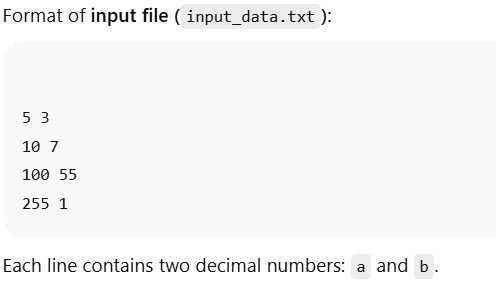 Format of input file ( input_data.txt ):
5 3
10 7
100 55
255 1
Each line contains two decimal numbers: a and b .